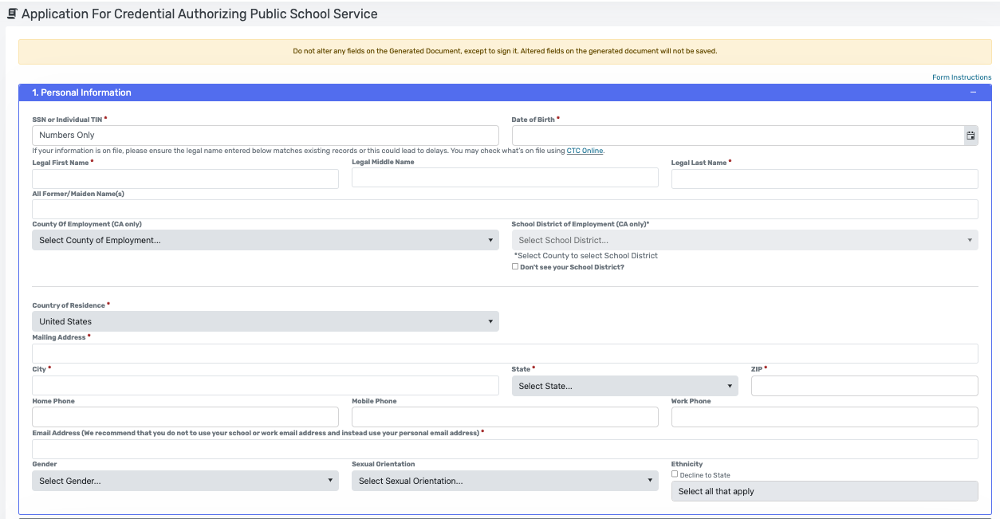 Application For Credential Authorizing Public School Service
Do not alter any fields on the Generated Document, except to sign it. Altered fields on the generated document will not be saved.
Form Instructions
1. Personal Information
SSN or Individual TIN *
Date of Birth *
Numbers Only
If your information is on file, please ensure the legal name entered below matches existing records or this could lead to delays. You may check what's on file using CTC Online.
Legal First Name *
Legal Middle Name
Legal Last Name *
All Former/Maiden Name(s)
County Of Employment (CA only)
School District of Employment (CA only)*
Select County of Employment...
Select School District...
*Select County to select School District
Don't see your School District?
Country of Residence *
United States
Mailing Address *
City *
State *
ZIP *
Select State...
Home Phone
Mobile Phone
Work Phone
Email Address (We recommend that you do not to use your school or work email address and instead use your personal email address) *
Gender
Sexual Orientation
Ethnicity
Decline to State
Select Gender...
Select Sexual Orientation...
Select all that apply